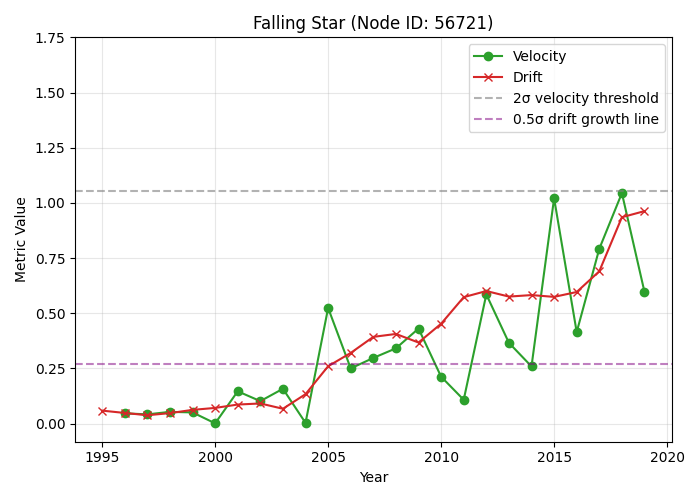 Falling Star (Node ID: 56721)
Velocity
Drift
2σ velocity threshold
0.5σ drift growth line
Metric Value
1.75
1.50
1.25
1.00
0.75
0.50
0.25
0.00
1995 2000 2005 2010 2015 2020
Year